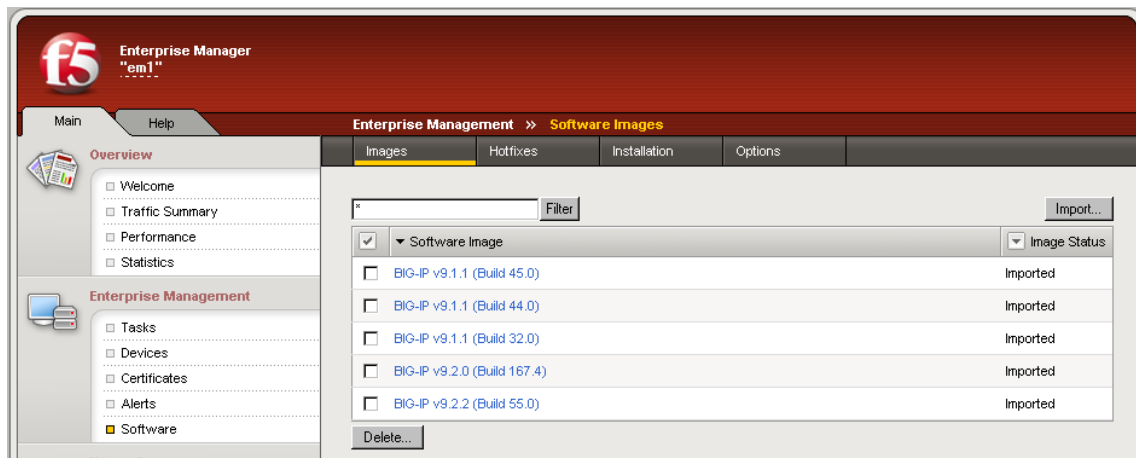 f5
Enterprise Manager
"em1"
Main
Help
Enterprise Management >> Software Images
Images
Hotfixes
Installation
Options
Overview
Welcome
Traffic Summary
Performance
Statistics
Enterprise Management
Tasks
Devices
Certificates
Alerts
Software
*
Filter
Import...
Software Image
Image Status
BIG-IP v9.1.1 (Build 45.0)
Imported
BIG-IP v9.1.1 (Build 44.0)
Imported
BIG-IP v9.1.1 (Build 32.0)
Imported
BIG-IP v9.2.0 (Build 167.4)
Imported
BIG-IP v9.2.2 (Build 55.0)
Imported
Delete...